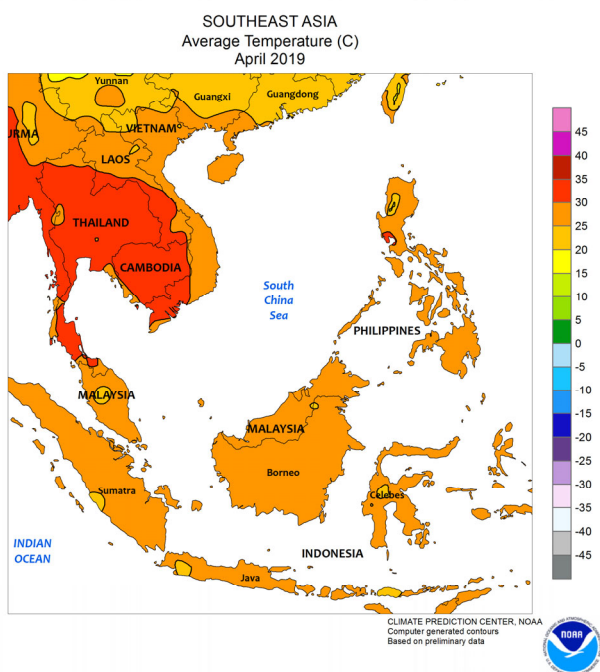 SOUTHEAST ASIA
Average Temperature (C)
April 2019
Yunnan
Guangxi
Guangdong
URMA
VIETNAM
LAOS
THAILAND
CAMBODIA
South
China
Sea
PHILIPPINES
MALAYSIA
MALAYSIA
Borneo
Sumatra
Celebes
INDIAN
OCEAN
INDONESIA
Java
45
40
35
30
25
20
15
10
5
0
-5
-10
-15
-20
-25
-30
-35
-40
-45
CLIMATE PREDICTION CENTER, NOAA
Computer generated contours
Based on preliminary data
NOAA